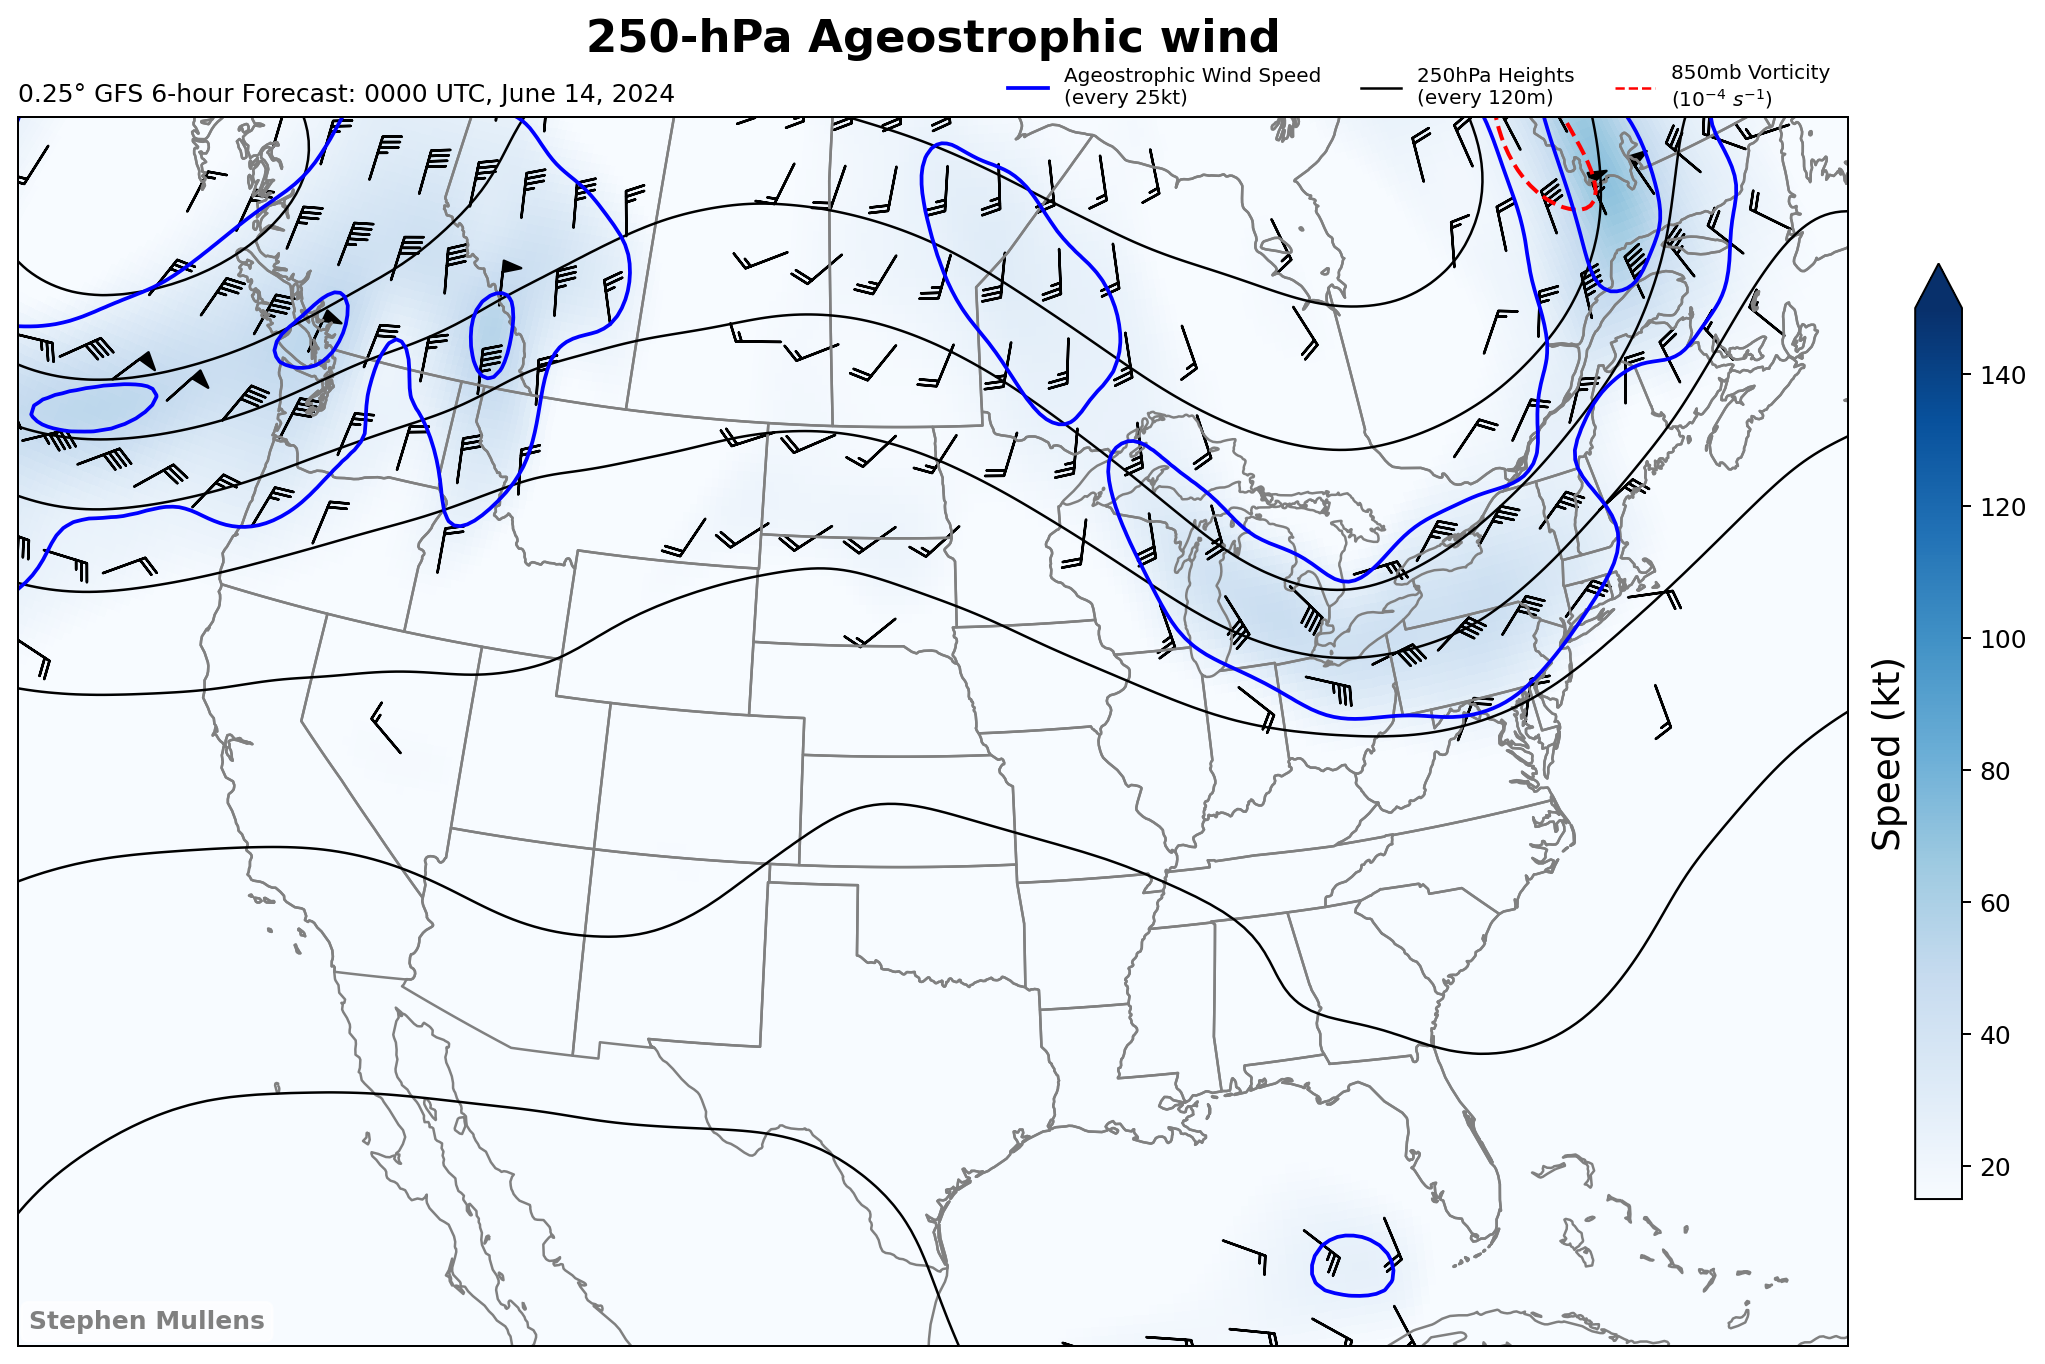 250-hPa Ageostrophic wind
0.25° GFS 6-hour Forecast: 0000 UTC, June 14, 2024
Ageostrophic Wind Speed
(every 25kt)
250hPa Heights
(every 120m)
850mb Vorticity
(10⁻⁴ s⁻¹)
140
120
100
80
60
40
20
Speed (kt)
Stephen Mullens